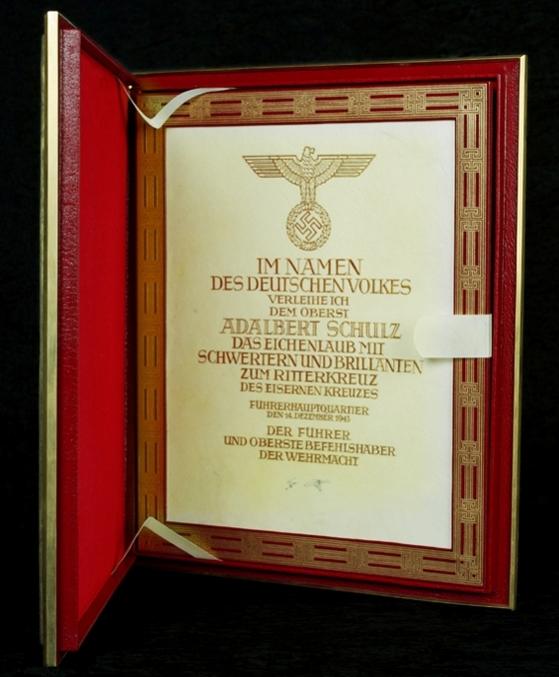 IM NAMEN
DES DEUTSCHEN VOLKES
VERLEIHE ICH
DEM OBERST
ADALBERT SCHULZ
DAS EICHENLAUB MIT
SCHWERTERN UND BRILLANTEN
ZUM RITTERKREUZ
DES EISERNEN KREUZES
FÜHRERHAUPTQUARTIER
DEN 14. DEZEMBER 1943
DER FÜHRER
UND OBERSTE BEFEHLSHABER
DER WEHRMACHT